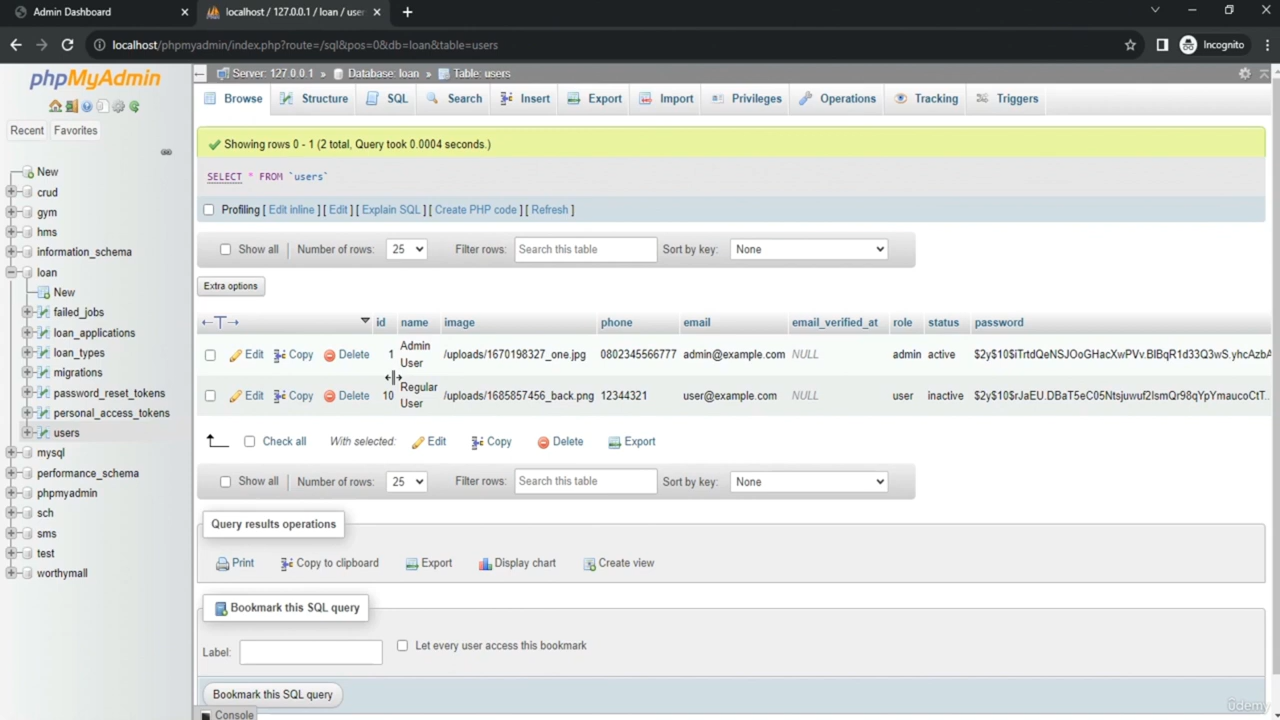 Admin Dashboard
localhost / 127.0.0.1 / loan / user
localhost/phpmyadmin/index.php?route=/sql&pos=0&db=loan&table=users
Incognito
phpMyAdmin
Server: 127.0.0.1 » Database: loan » Table: users
Browse Structure SQL Search Insert Export Import Privileges Operations Tracking Triggers
Recent Favorites
Showing rows 0 - 1 (2 total, Query took 0.0004 seconds.)
SELECT * FROM `users`
Profiling [ Edit inline ] [ Edit ] [ Explain SQL ] [ Create PHP code ] [ Refresh ]
Show all Number of rows: 25 Filter rows: Search this table Sort by key: None
Extra options
id name image phone email email_verified_at role status password
Edit Copy Delete 1 Admin User /uploads/1670198327_one.jpg 0802345566777 admin@example.com NULL admin active
Edit Copy Delete 10 Regular User /uploads/1685857456_back.png 12344321 user@example.com NULL user inactive
Check all With selected: Edit Copy Delete Export
Show all Number of rows: 25 Filter rows: Search this table Sort by key: None
Query results operations
Print Copy to clipboard Export Display chart Create view
Bookmark this SQL query
Label: Let every user access this bookmark
Bookmark this SQL query
Console
New
crud
gym
hms
information_schema
loan
New
failed_jobs
loan_applications
loan_types
migrations
password_reset_tokens
personal_access_tokens
users
mysql
performance_schema
phpmyadmin
sch
sms
test
worthymall
ûdemy